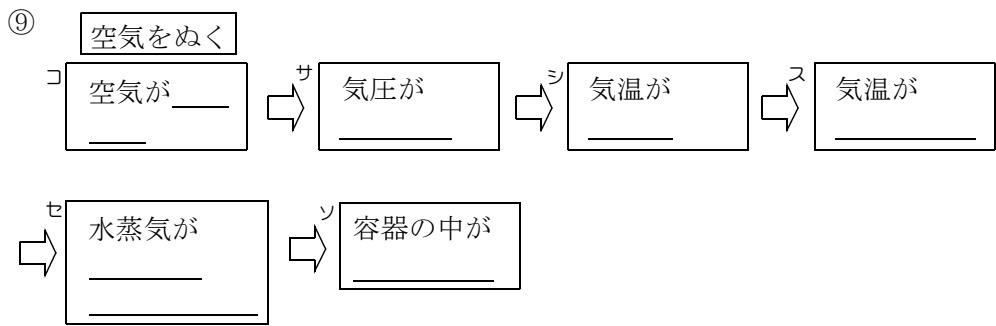 ⑨
空気をぬく
コ
空気が
サ
気圧が
シ
気温が
ス
気温が
セ
水蒸気が
ソ
容器の中が